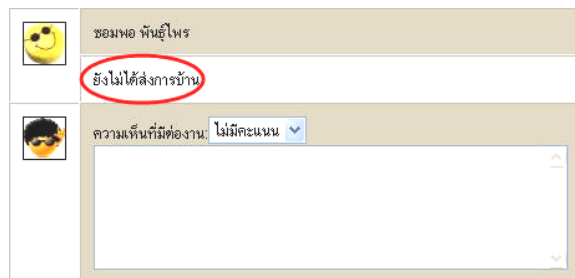 ชอมพอ พันธุ์ไพร
ยังไม่ได้ส่งการบ้าน
ความเห็นที่มีต่องาน: ไม่มีคะแนน